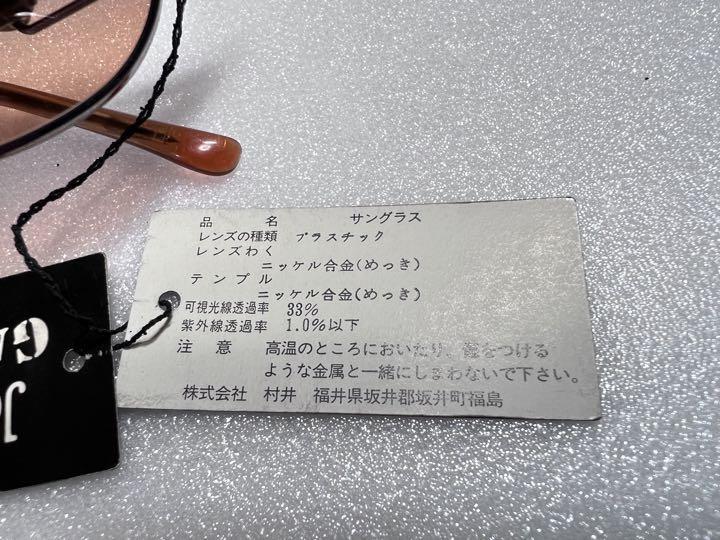 品 名 サングラス
レンズの種類 プラスチック
レンズわく
ニッケル合金(めっき)
テンプル
ニッケル合金(めっき)
可視光線透過率 33%
紫外線透過率 1.0%以下
注 意 高温のところにおいたり、傷をつける
ような金属と一緒にしまわないで下さい。
株式会社 村井 福井県坂井郡坂井町福島